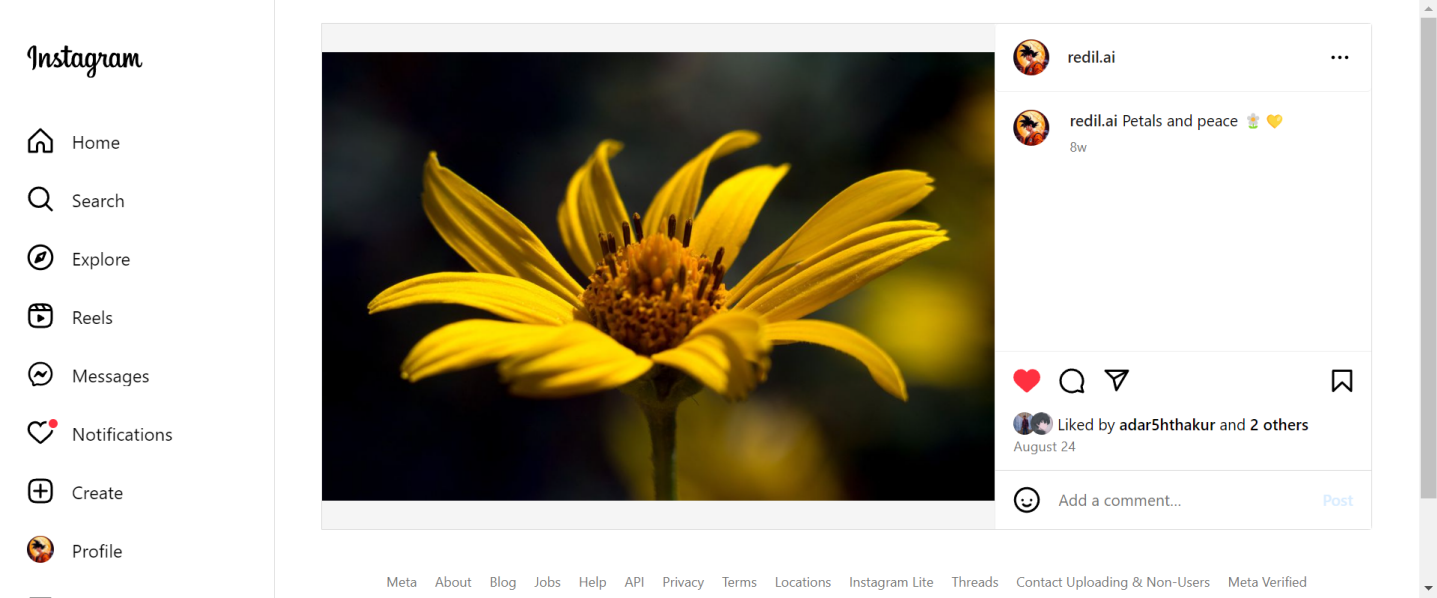 Instagram
Home
Search
Explore
Reels
Messages
Notifications
Create
Profile
redil.ai
redil.ai Petals and peace 🌼 💛
8w
Liked by adar5hthakur and 2 others
August 24
Add a comment... Post
Meta About Blog Jobs Help API Privacy Terms Locations Instagram Lite Threads Contact Uploading & Non-Users Meta Verified